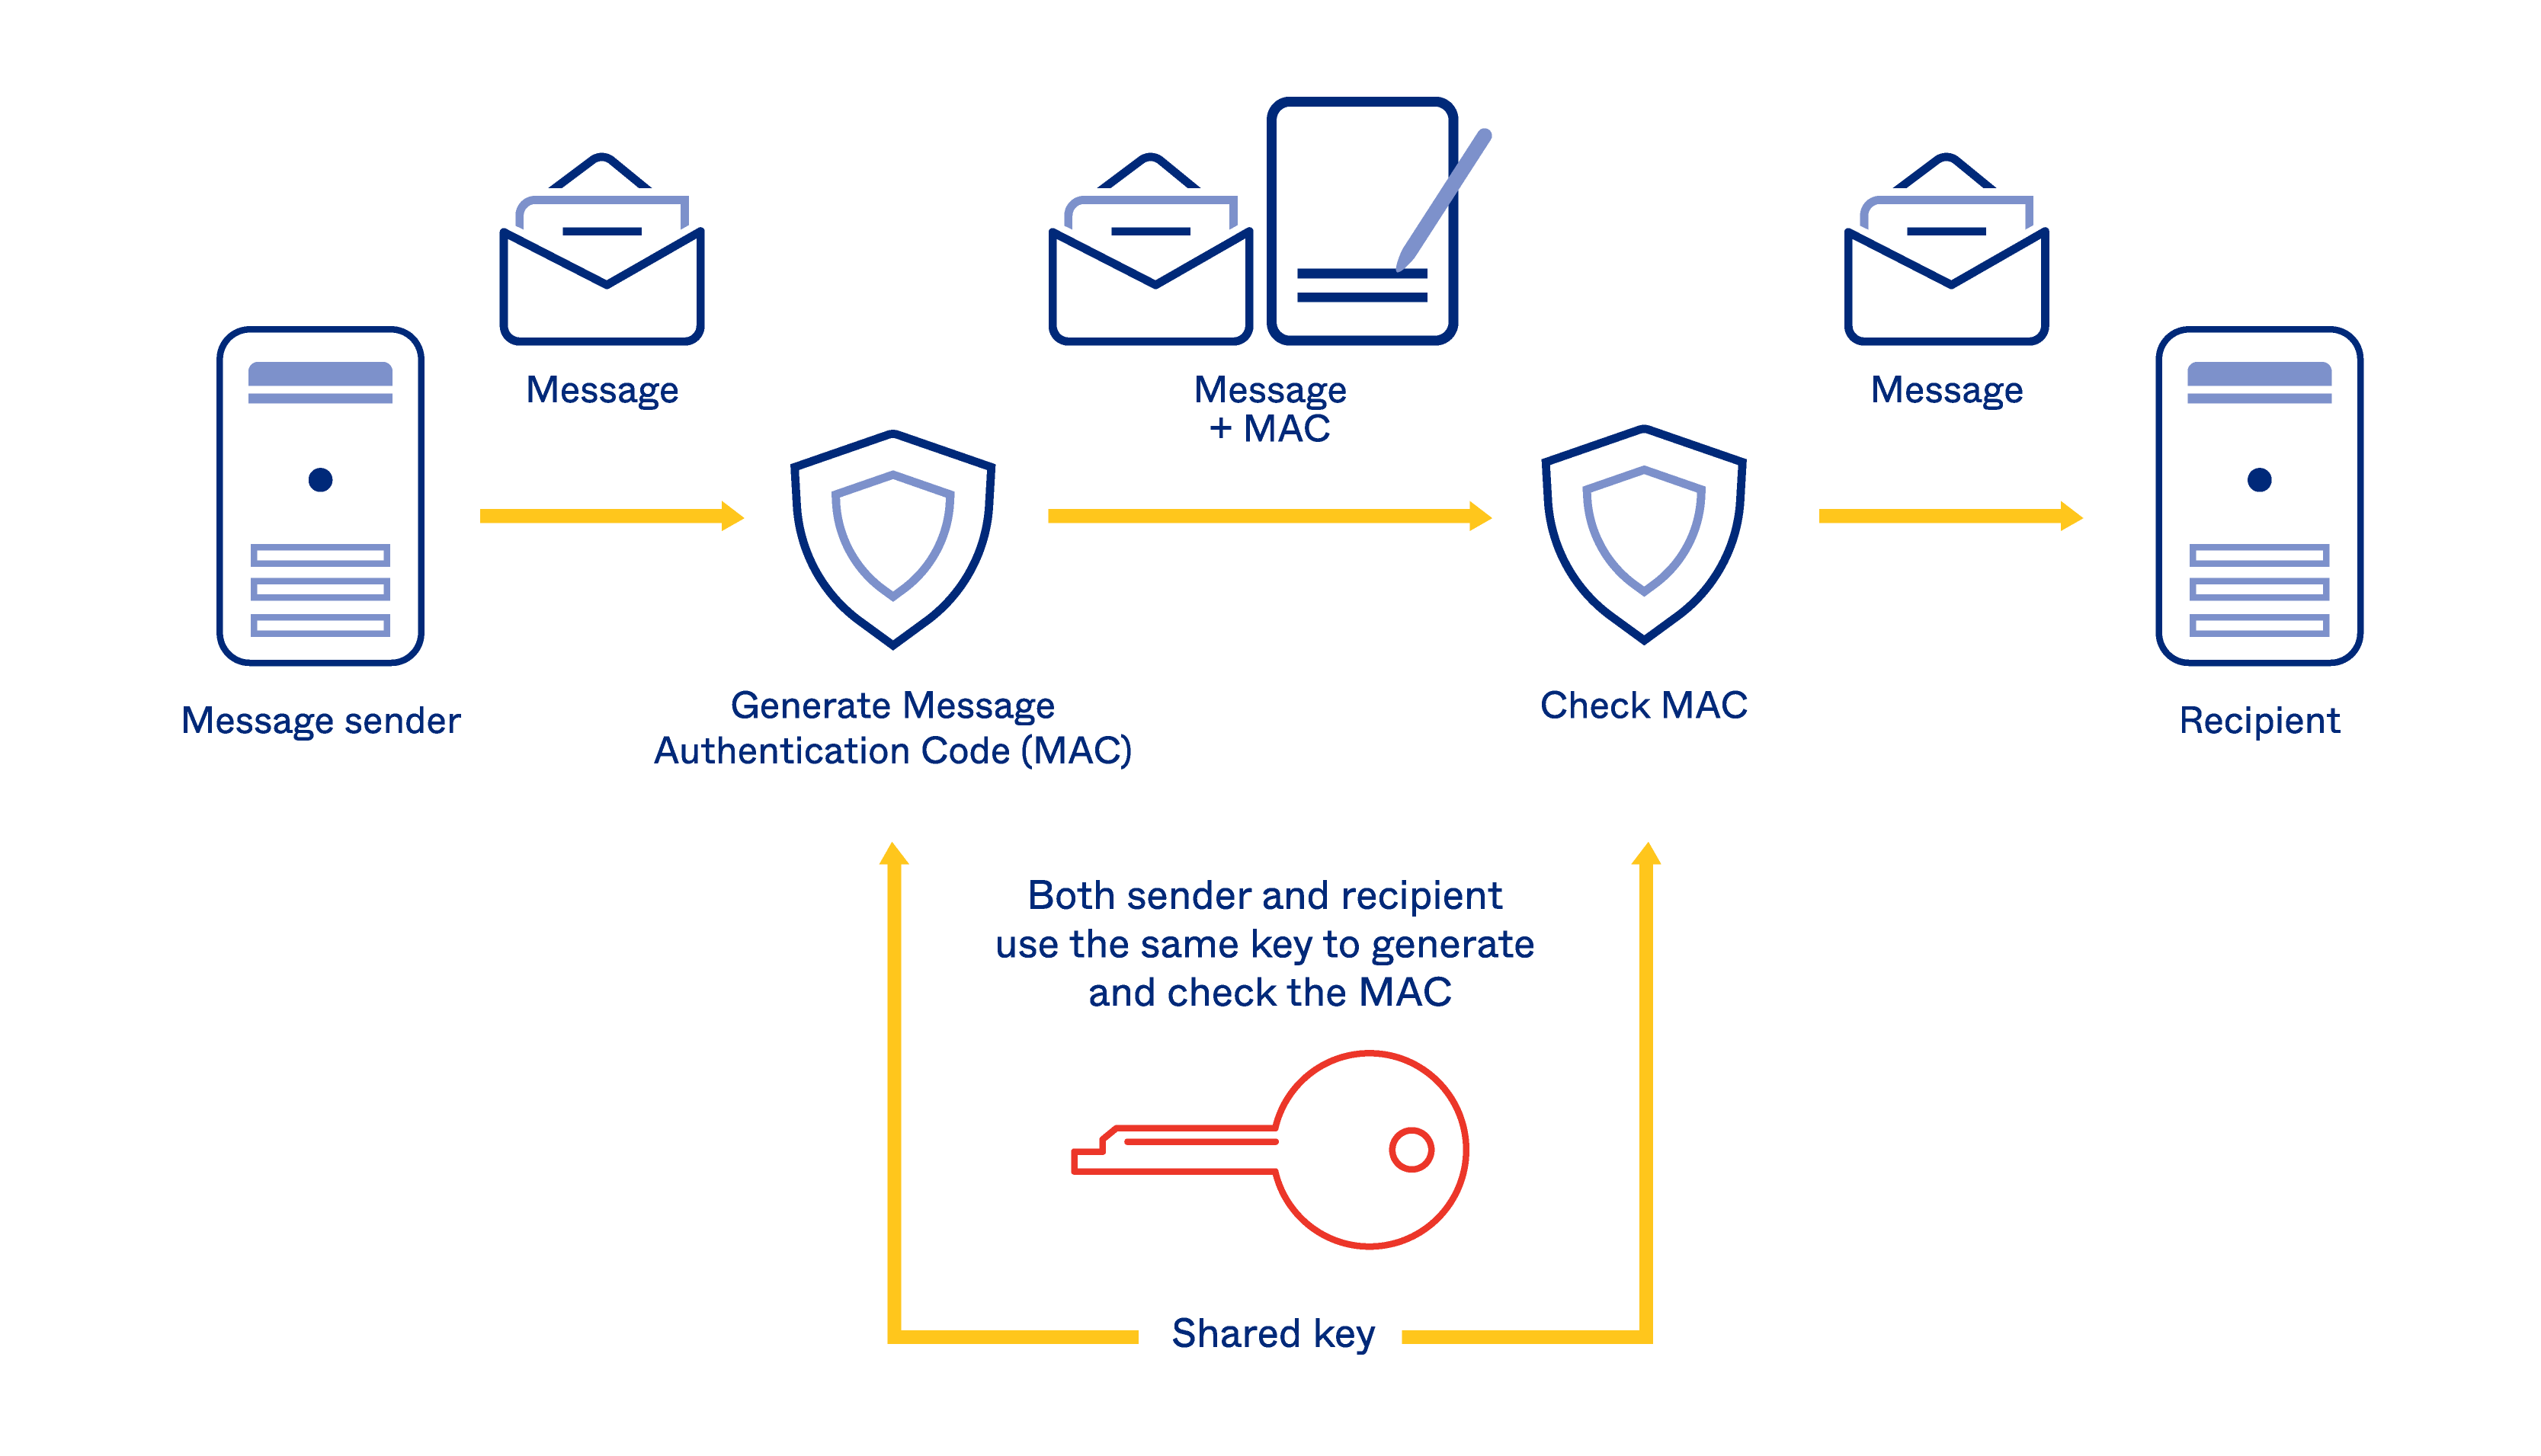 Message
Message
+ MAC
Message
Message sender
Generate Message
Authentication Code (MAC)
Check MAC
Recipient
Both sender and recipient
use the same key to generate
and check the MAC
Shared key